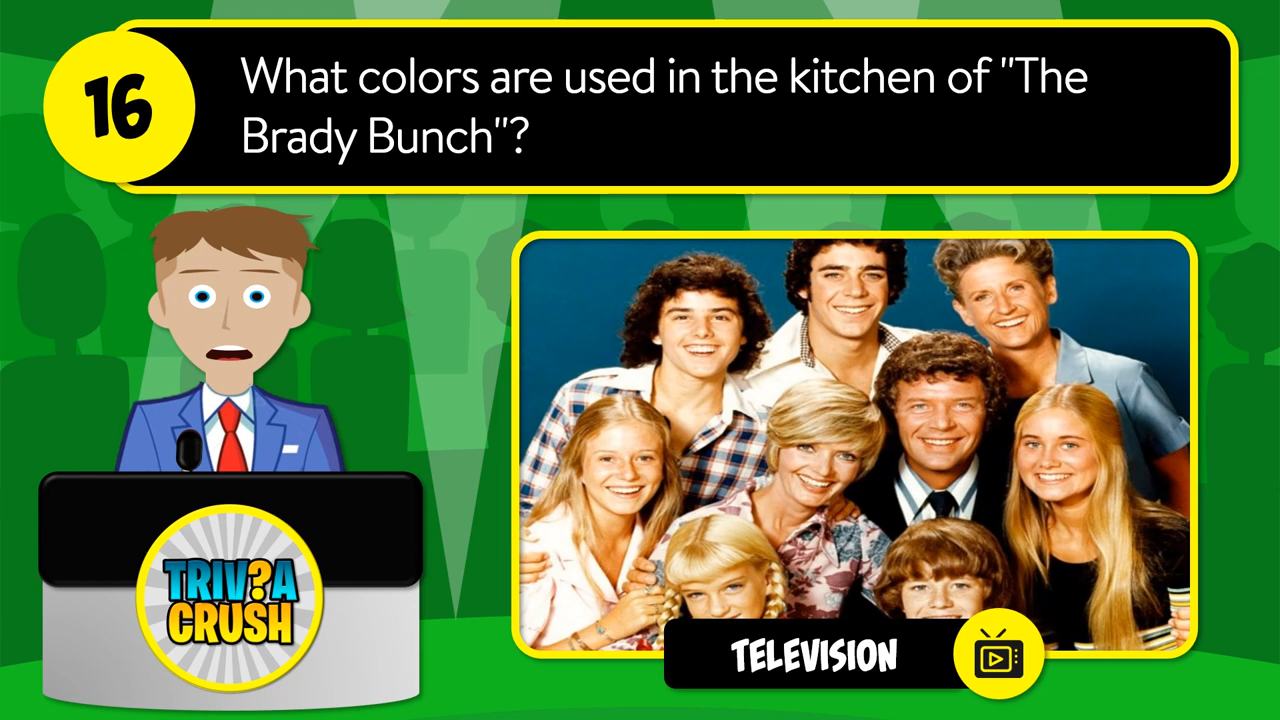 16
What colors are used in the kitchen of "The
Brady Bunch"?
TRIV?A
CRUSH
TELEVISION